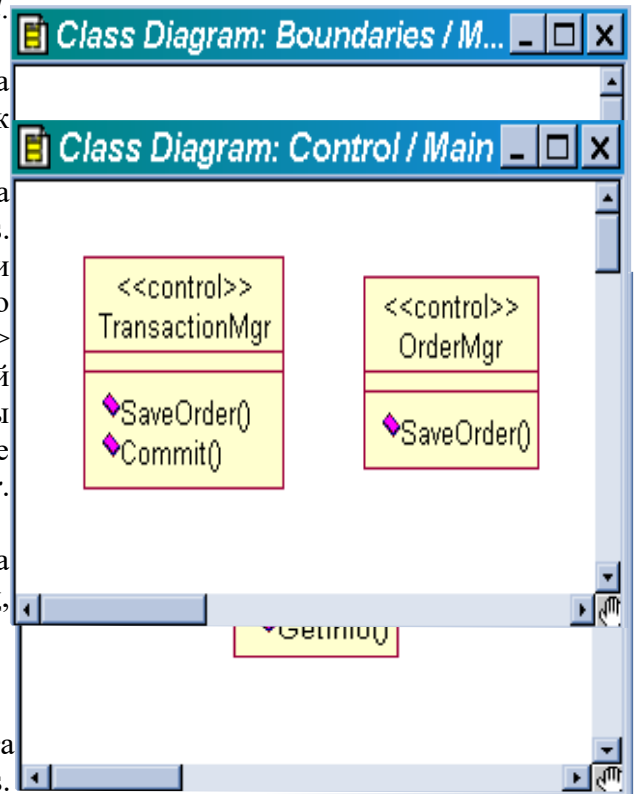 Class Diagram: Boundaries / M...
Class Diagram: Control / Main
<<control>>
TransactionMgr
SaveOrder()
Commit()
<<control>>
OrderMgr
SaveOrder()
GetInfo()